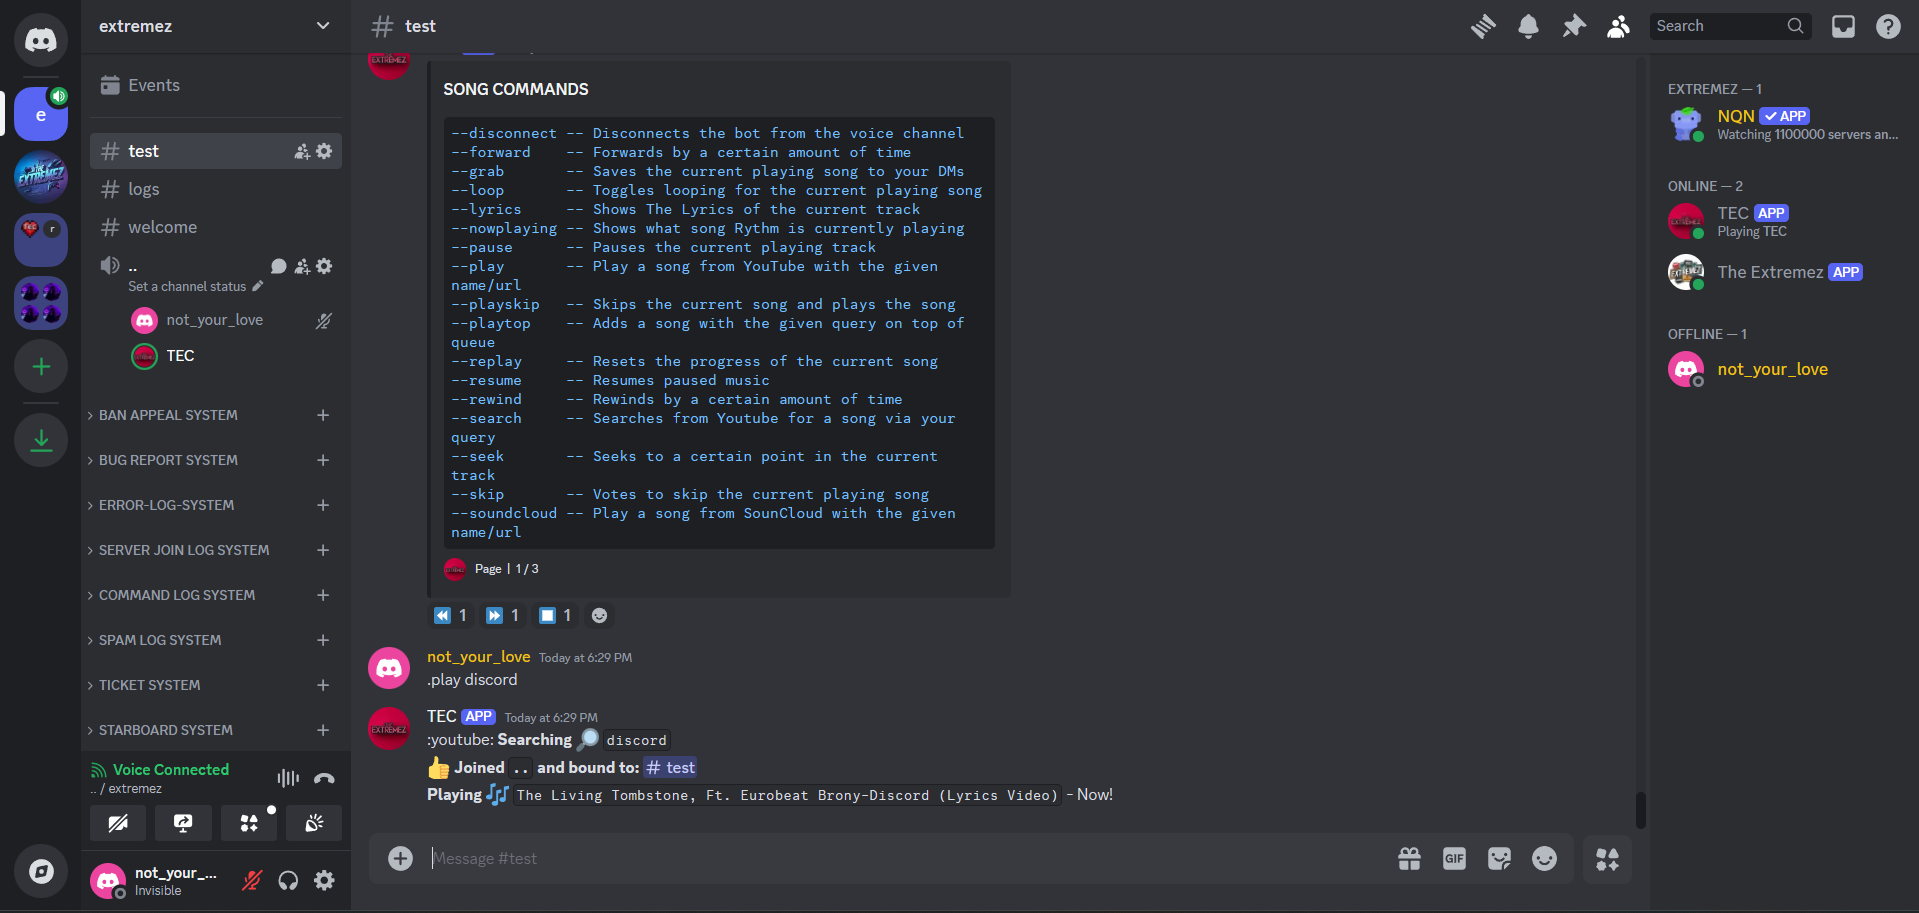 e
extremez
Events
test
logs
welcome
..
Set a channel status
not_your_love
TEC
BAN APPEAL SYSTEM
BUG REPORT SYSTEM
ERROR-LOG-SYSTEM
SERVER JOIN LOG SYSTEM
COMMAND LOG SYSTEM
SPAM LOG SYSTEM
TICKET SYSTEM
STARBOARD SYSTEM
Voice Connected
.. / extremez
not_your_...
Invisible
# test
Search
SONG COMMANDS
--disconnect -- Disconnects the bot from the voice channel
--forward -- Forwards by a certain amount of time
--grab -- Saves the current playing song to your DMs
--loop -- Toggles looping for the current playing song
--lyrics -- Shows The Lyrics of the current track
--nowplaying -- Shows what song Rythm is currently playing
--pause -- Pauses the current playing track
--play -- Play a song from YouTube with the given
name/url
--playskip -- Skips the current song and plays the song
--playtop -- Adds a song with the given query on top of
queue
--replay -- Resets the progress of the current song
--resume -- Resumes paused music
--rewind -- Rewinds by a certain amount of time
--search -- Searches from Youtube for a song via your
query
--seek -- Seeks to a certain point in the current
track
--skip -- Votes to skip the current playing song
--soundcloud -- Play a song from SounCloud with the given
name/url
Page | 1 / 3
1 1 1
not_your_love Today at 6:29 PM
.play discord
TEC APP Today at 6:29 PM
:youtube: Searching 🔎 discord
👍 Joined .. and bound to: # test
Playing 🎶 The Living Tombstone, Ft. Eurobeat Brony-Discord (Lyrics Video) - Now!
Message #test
GIF
EXTREMEZ — 1
NQN ✓ APP
Watching 1100000 servers an...
ONLINE — 2
TEC APP
Playing TEC
The Extremez APP
OFFLINE — 1
not_your_love